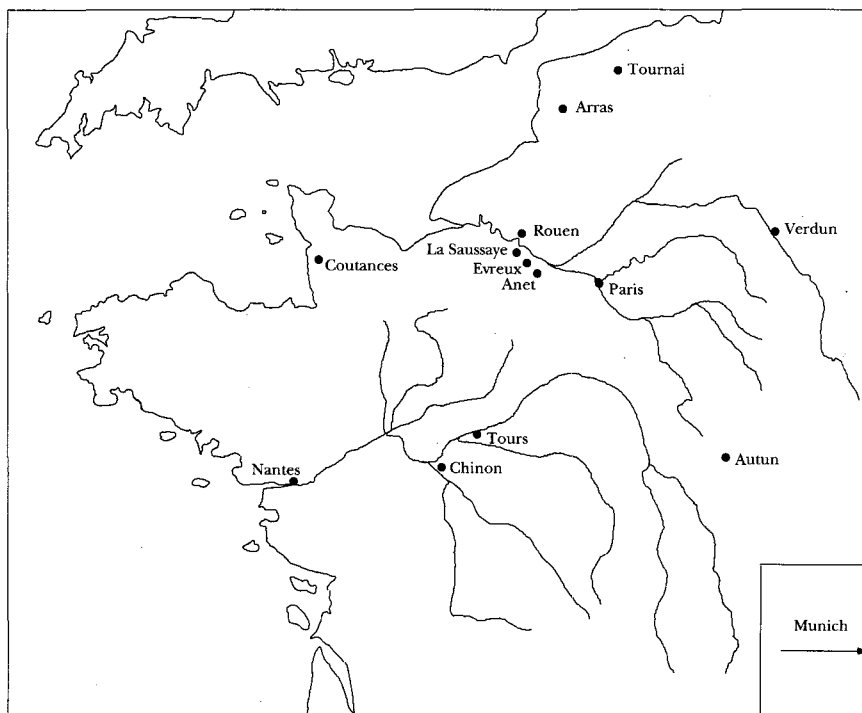 Tournai
Arras
Rouen
Verdun
La Saussaye
Coutances
Evreux
Anet
Paris
Tours
Autun
Nantes
Chinon
Munich